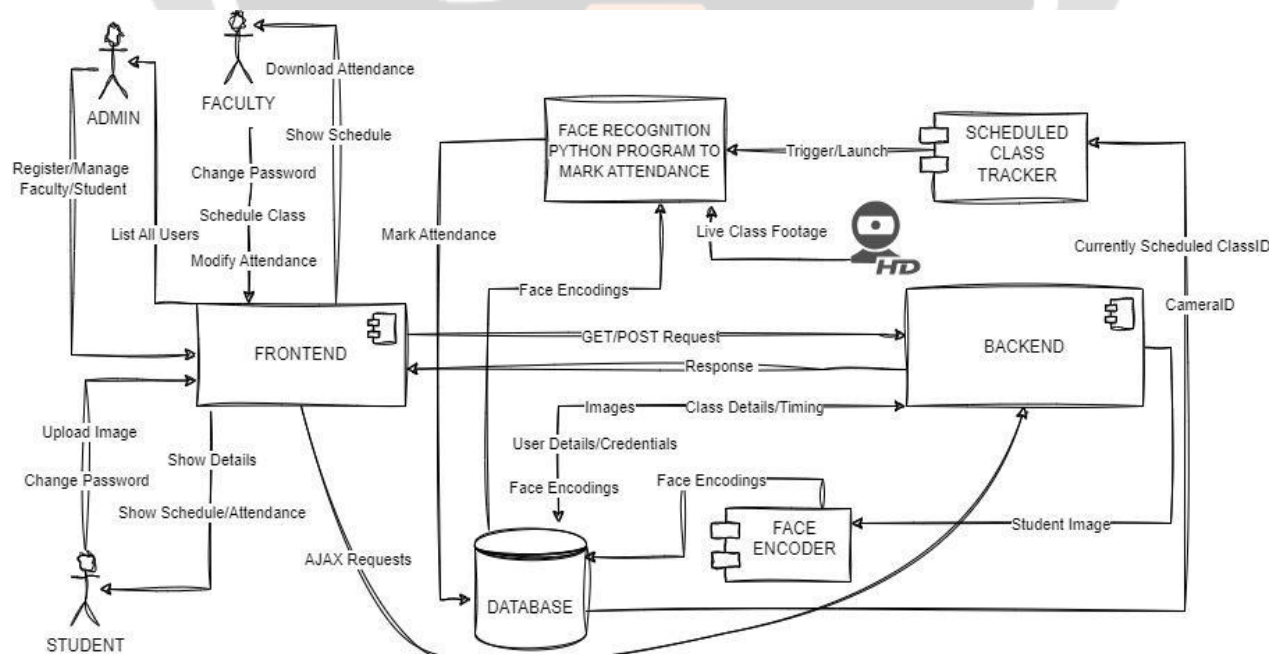 Download Attendance
ADMIN
FACULTY
Show Schedule
Register/Manage
Faculty/Student
Change Password
List All Users
Schedule Class
Modify Attendance
FACE RECOGNITION
PYTHON PROGRAM TO
MARK ATTENDANCE
Trigger/Launch
SCHEDULED
CLASS
TRACKER
Mark Attendance
Live Class Footage
HD
Currently Scheduled ClassID
CameraID
Face Encodings
FRONTEND
GET/POST Request
BACKEND
Response
Images
Class Details/Timing
User Details/Credentials
Face Encodings
Upload Image
Change Password
Show Details
Show Schedule/Attendance
Face Encodings
FACE
ENCODER
Student Image
AJAX Requests
DATABASE
STUDENT